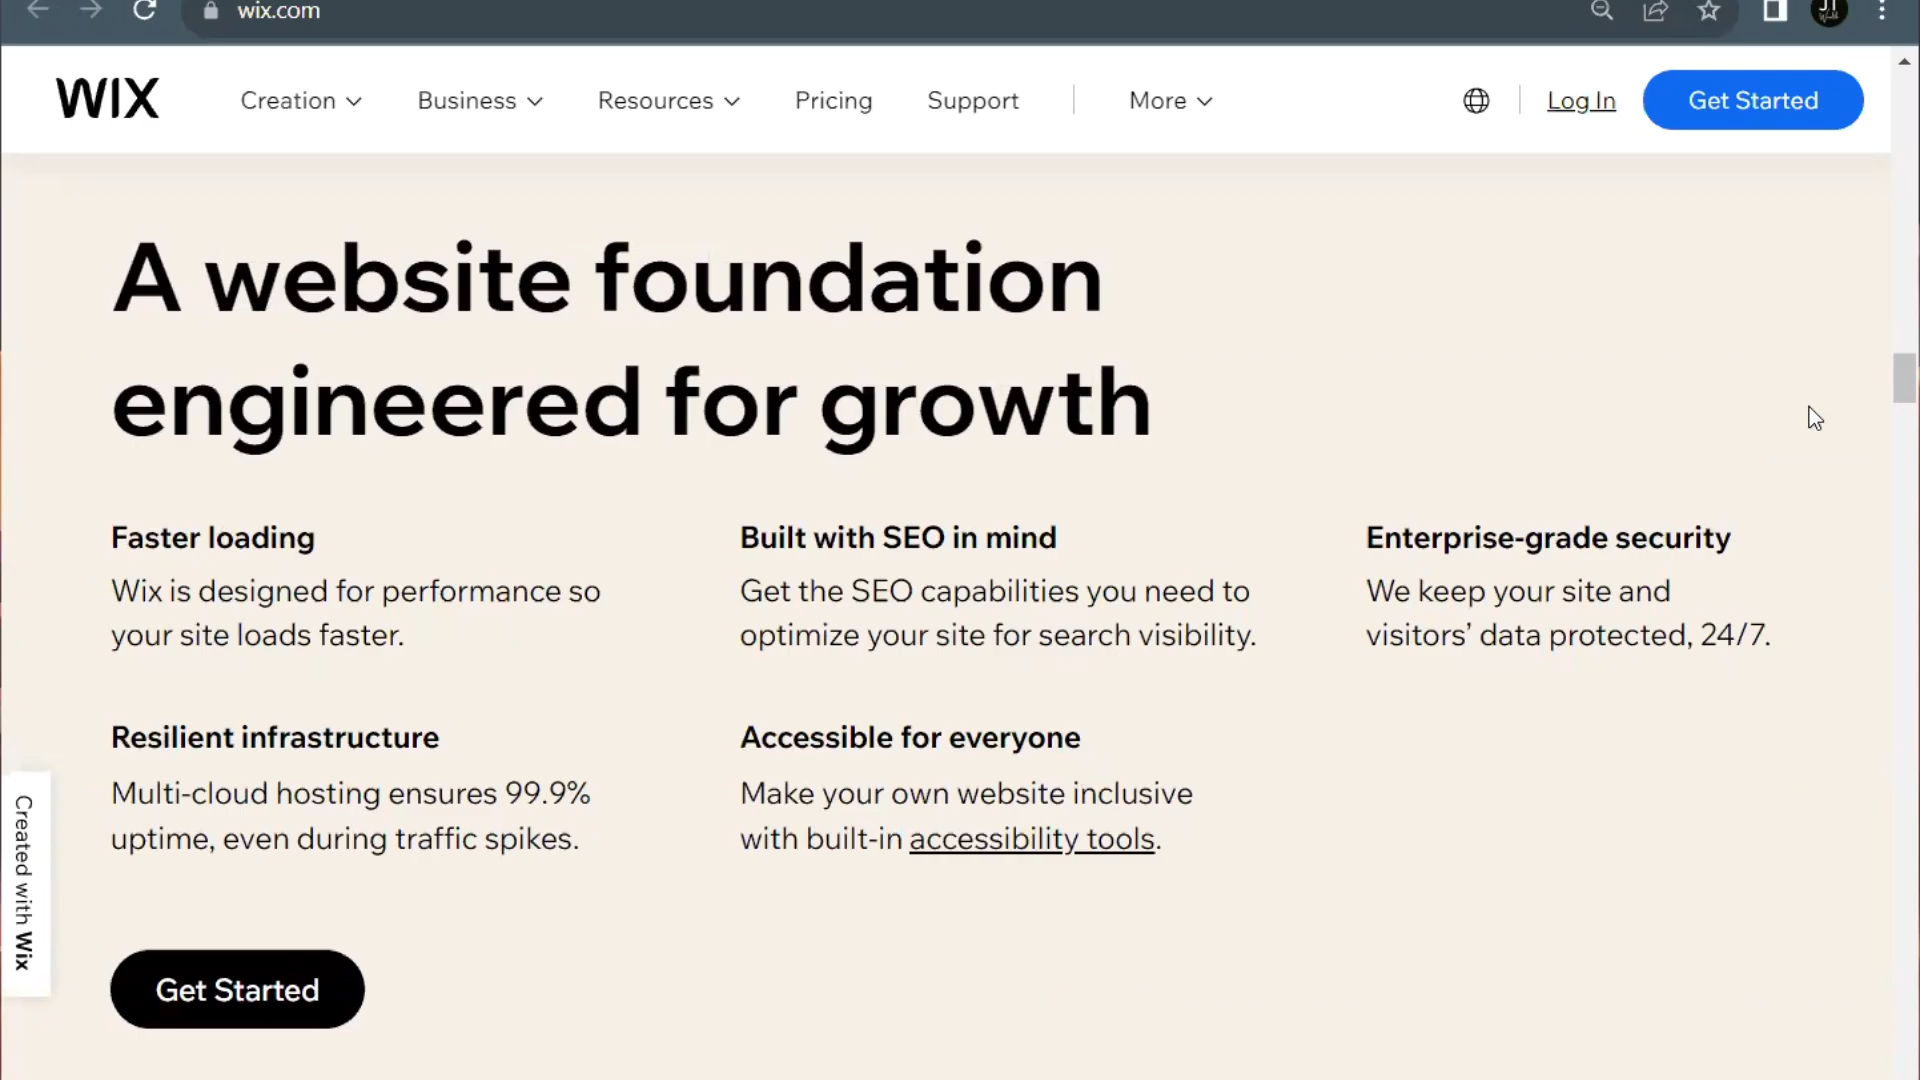 wix.com
WIX
Creation
Business
Resources
Pricing
Support
More
Log In
Get Started
A website foundation
engineered for growth
Faster loading
Wix is designed for performance so
your site loads faster.
Built with SEO in mind
Get the SEO capabilities you need to
optimize your site for search visibility.
Enterprise-grade security
We keep your site and
visitors’ data protected, 24/7.
Resilient infrastructure
Multi-cloud hosting ensures 99.9%
uptime, even during traffic spikes.
Accessible for everyone
Make your own website inclusive
with built-in accessibility tools.
Created with Wix
Get Started